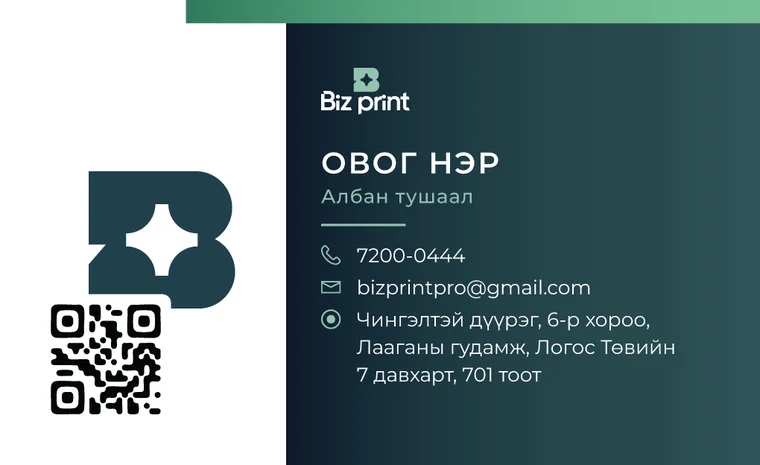 Biz print
ОВОГ НЭР
Албан тушаал
7200-0444
bizprintpro@gmail.com
Чингэлтэй дүүрэг, 6-р хороо,
Лааганы гудамж, Логос Төвийн
7 давхарт, 701 тоот